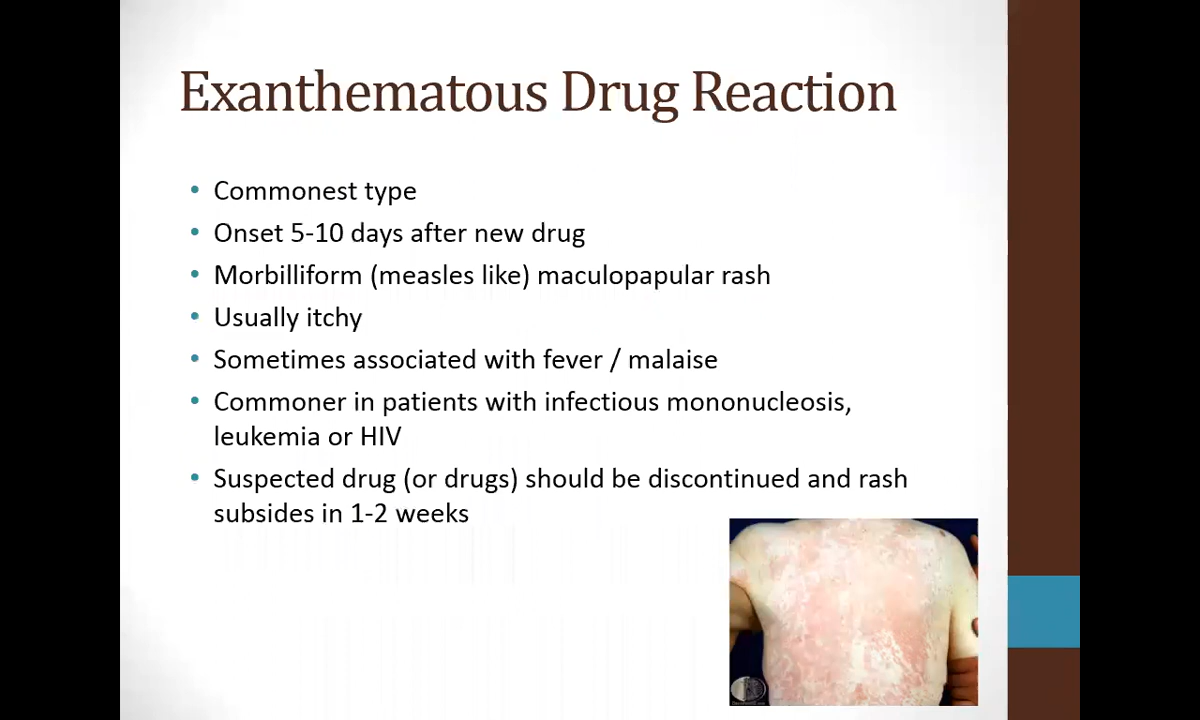 Exanthematous Drug Reaction
• Commonest type
• Onset 5-10 days after new drug
• Morbilliform (measles like) maculopapular rash
• Usually itchy
• Sometimes associated with fever / malaise
• Commoner in patients with infectious mononucleosis,
leukemia or HIV
• Suspected drug (or drugs) should be discontinued and rash
subsides in 1-2 weeks